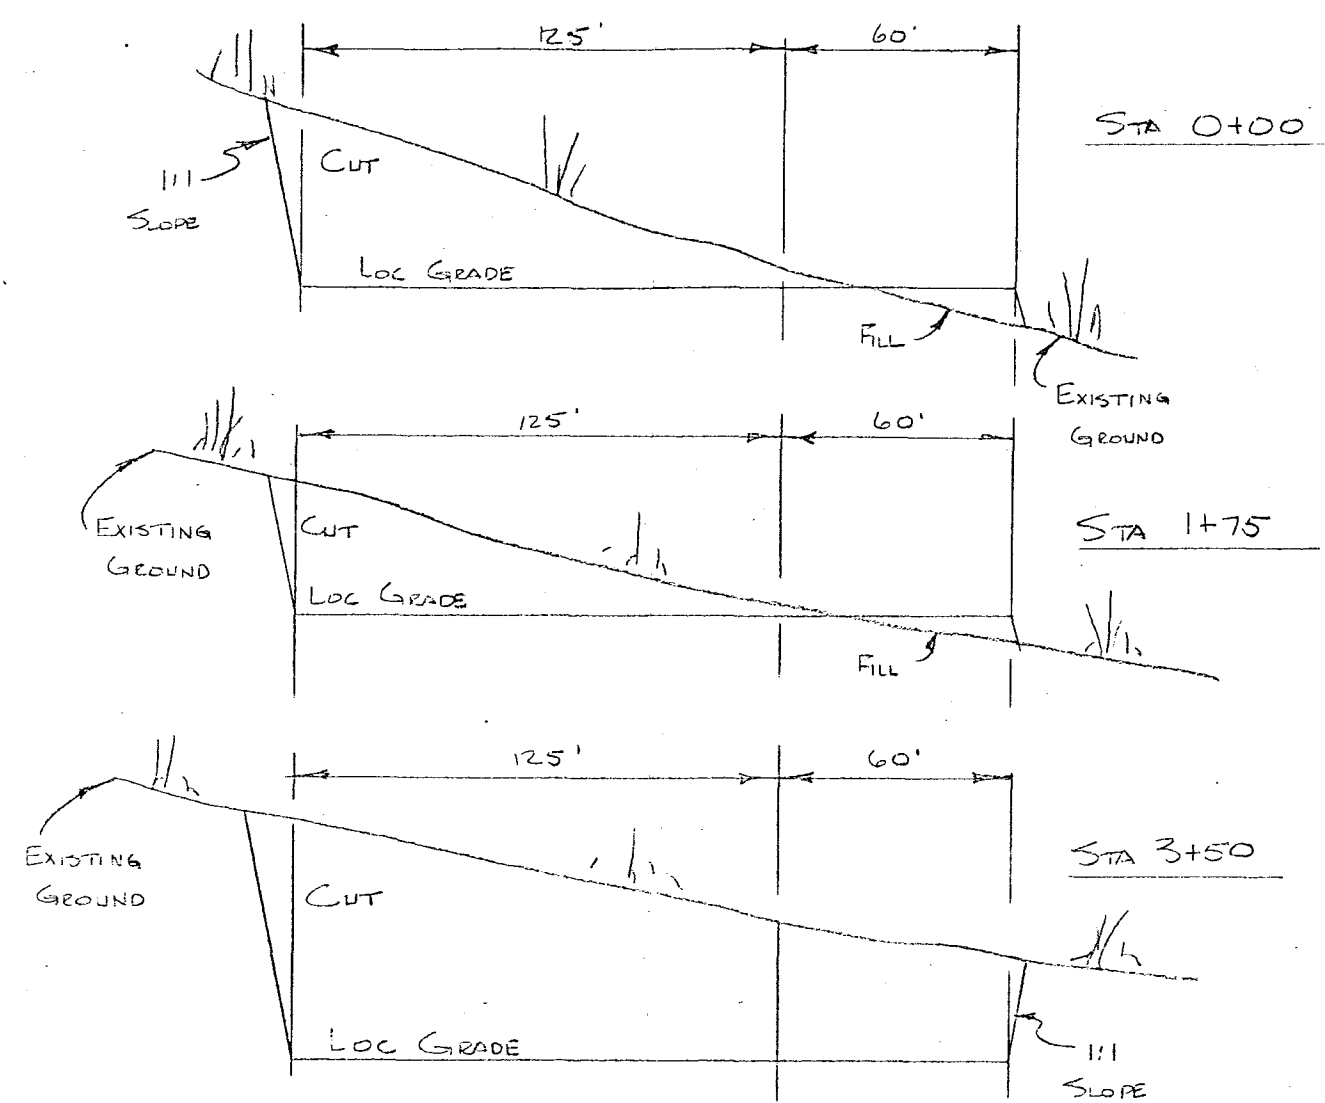 125'
60'
STA 0+00
CUT
1:1
SLOPE
LOC GRADE
FILL
EXISTING
GROUND
125'
60'
STA 1+75
EXISTING
GROUND
CUT
LOC GRADE
FILL
125'
60'
STA 3+50
EXISTING
GROUND
CUT
LOC GRADE
1:1
SLOPE